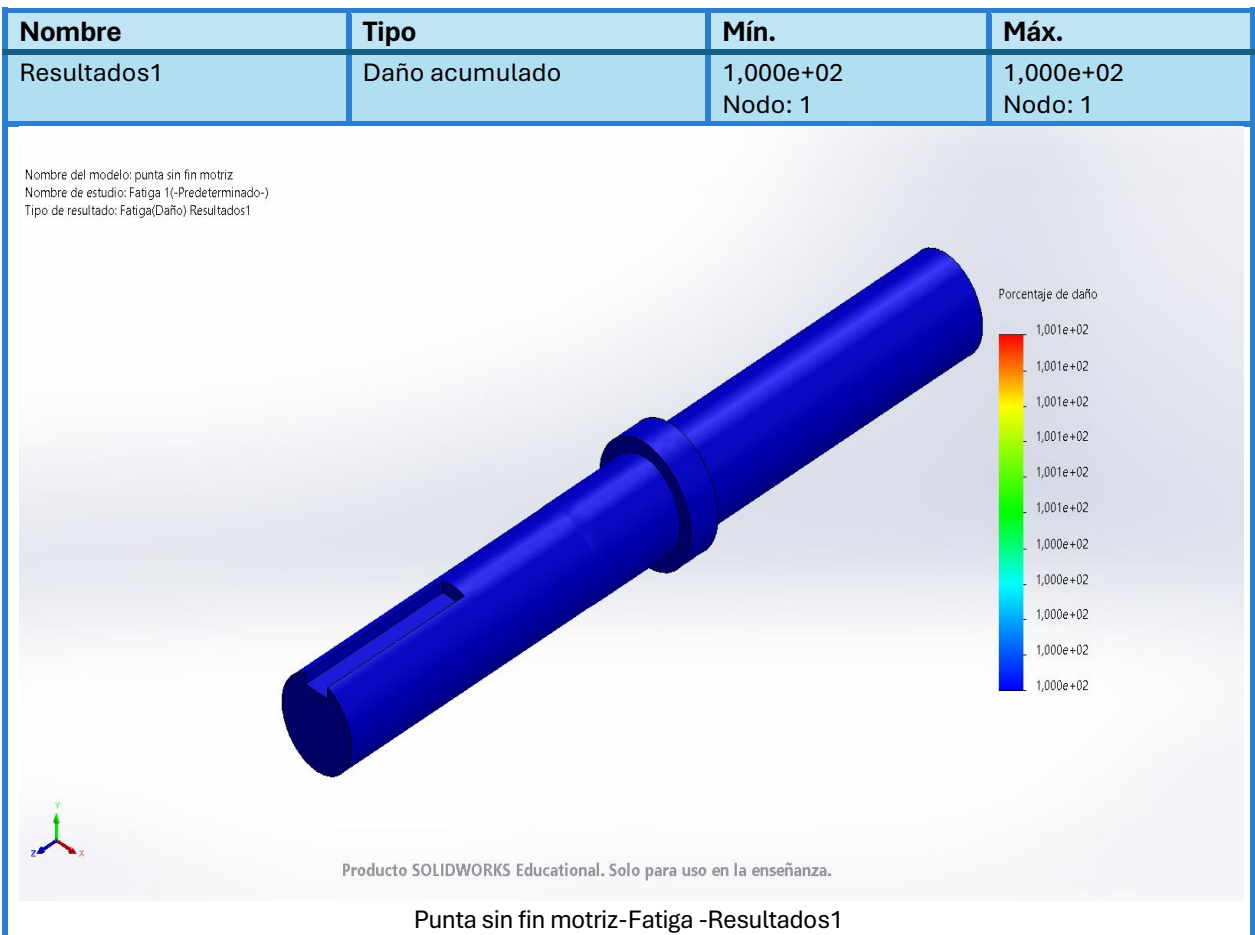 Nombre Tipo Mín. Máx.
Resultados1 Daño acumulado 1,000e+02 1,000e+02
Nodo: 1 Nodo: 1
Nombre del modelo: punta sin fin motriz
Nombre de estudio: Fatiga 1(-Predeterminado-)
Tipo de resultado: Fatiga(Daño) Resultados1
Porcentaje de daño
1,001e+02
1,001e+02
1,001e+02
1,001e+02
1,001e+02
1,001e+02
1,000e+02
1,000e+02
1,000e+02
1,000e+02
1,000e+02
Y
Z X
Producto SOLIDWORKS Educational. Solo para uso en la enseñanza.
Punta sin fin motriz-Fatiga -Resultados1